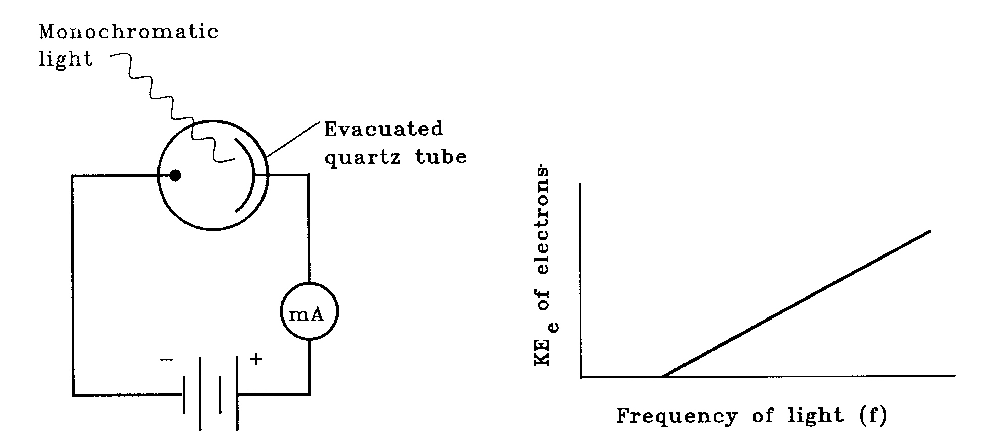 Monochromatic
light
Evacuated
quartz tube
mA
− +
KEe of electrons
Frequency of light (f)